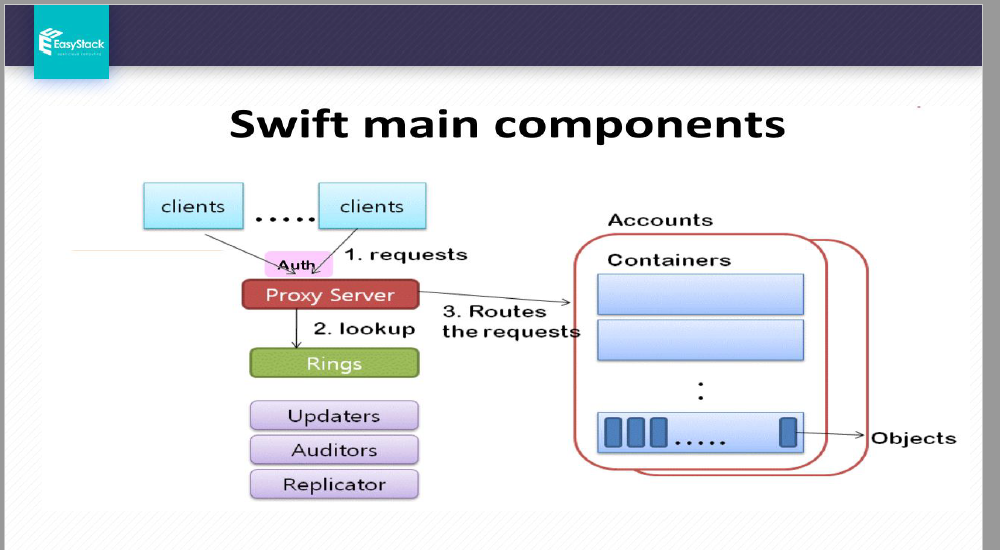 EasyStack
Swift main components
clients
.....
clients
Auth
1. requests
Proxy Server
2. lookup
3. Routes
the requests
Rings
Updaters
Auditors
Replicator
Accounts
Containers
:
.....
Objects